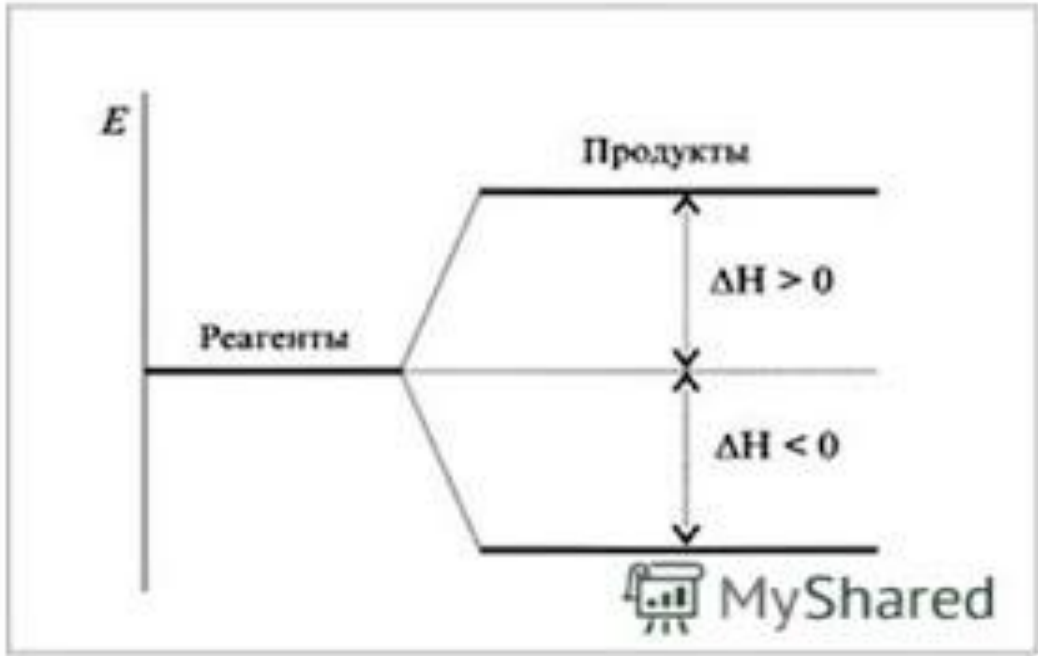 E
Продукты
ΔH > 0
Реагенты
ΔH < 0
MyShared